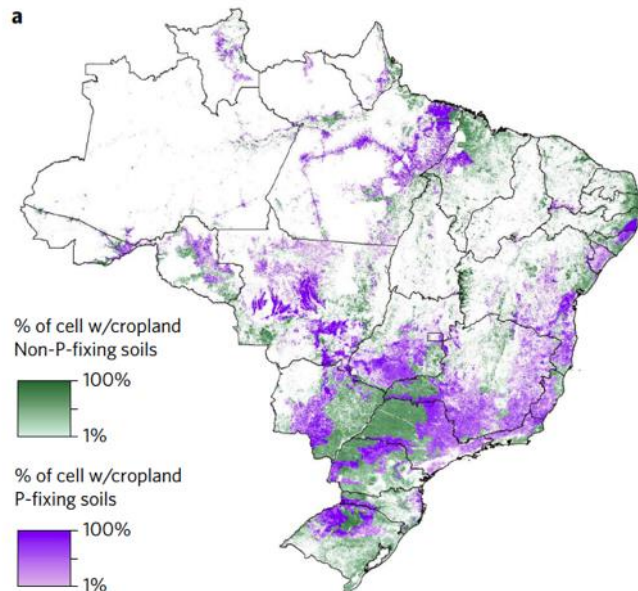 a
% of cell w/cropland
Non-P-fixing soils
100%
1%
% of cell w/cropland
P-fixing soils
100%
1%